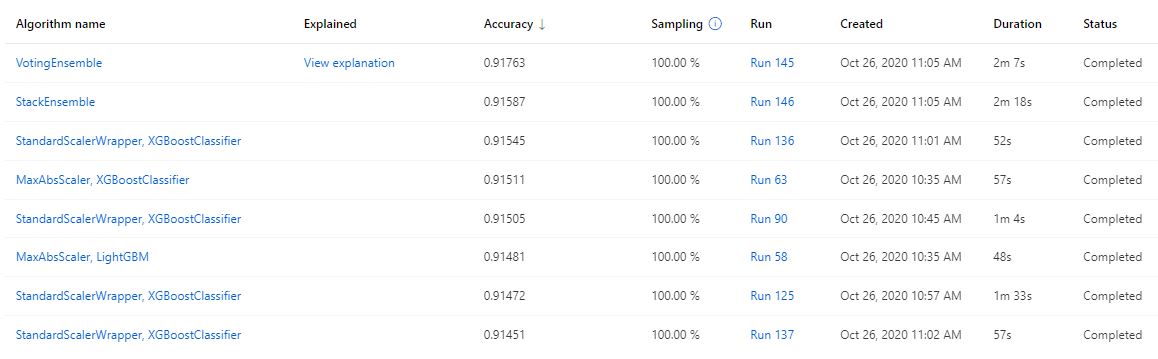 Algorithm name Explained Accuracy ↓ Sampling ⓘ Run Created Duration Status
VotingEnsemble View explanation 0.91763 100.00 % Run 145 Oct 26, 2020 11:05 AM 2m 7s Completed
StackEnsemble 0.91587 100.00 % Run 146 Oct 26, 2020 11:05 AM 2m 18s Completed
StandardScalerWrapper, XGBoostClassifier 0.91545 100.00 % Run 136 Oct 26, 2020 11:01 AM 52s Completed
MaxAbsScaler, XGBoostClassifier 0.91511 100.00 % Run 63 Oct 26, 2020 10:35 AM 57s Completed
StandardScalerWrapper, XGBoostClassifier 0.91505 100.00 % Run 90 Oct 26, 2020 10:45 AM 1m 4s Completed
MaxAbsScaler, LightGBM 0.91481 100.00 % Run 58 Oct 26, 2020 10:35 AM 48s Completed
StandardScalerWrapper, XGBoostClassifier 0.91472 100.00 % Run 125 Oct 26, 2020 10:57 AM 1m 33s Completed
StandardScalerWrapper, XGBoostClassifier 0.91451 100.00 % Run 137 Oct 26, 2020 11:02 AM 57s Completed